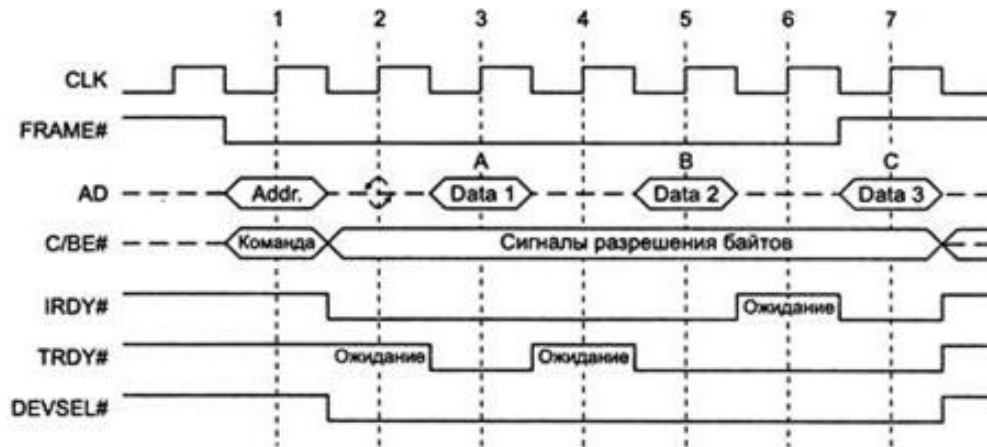 1 2 3 4 5 6 7
CLK
FRAME#
A B C
AD Addr. Data 1 Data 2 Data 3
C/BE# Команда Сигналы разрешения байтов
IRDY# Ожидание
TRDY# Ожидание Ожидание
DEVSEL#